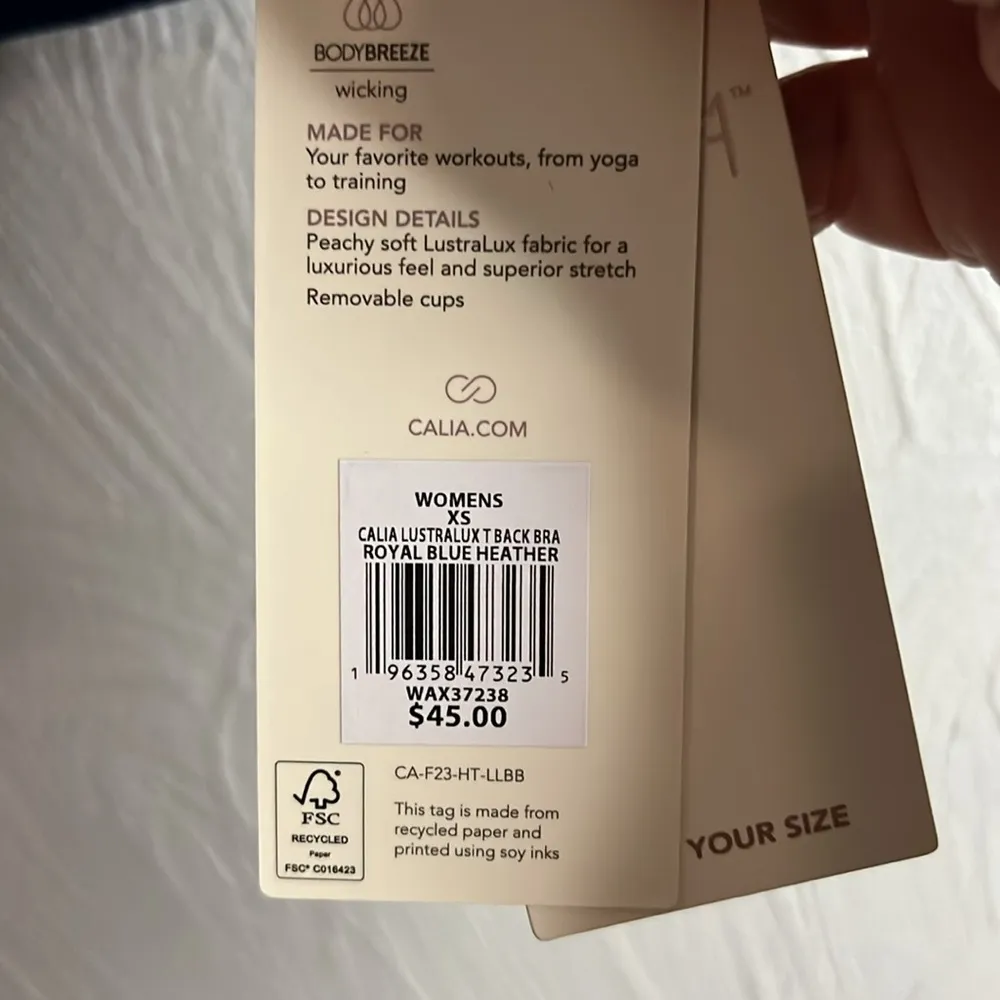 BODYBREEZE
wicking
MADE FOR
Your favorite workouts, from yoga
to training
DESIGN DETAILS
Peachy soft LustraLux fabric for a
luxurious feel and superior stretch
Removable cups
CALIA.COM
WOMENS
XS
CALIA LUSTRALUX T BACK BRA
ROYAL BLUE HEATHER
1 96358 47323 5
WAX37238
$45.00
CA-F23-HT-LLBB
This tag is made from
recycled paper and
printed using soy inks
FSC
RECYCLED
Paper
FSC® C016423
A™
YOUR SIZE